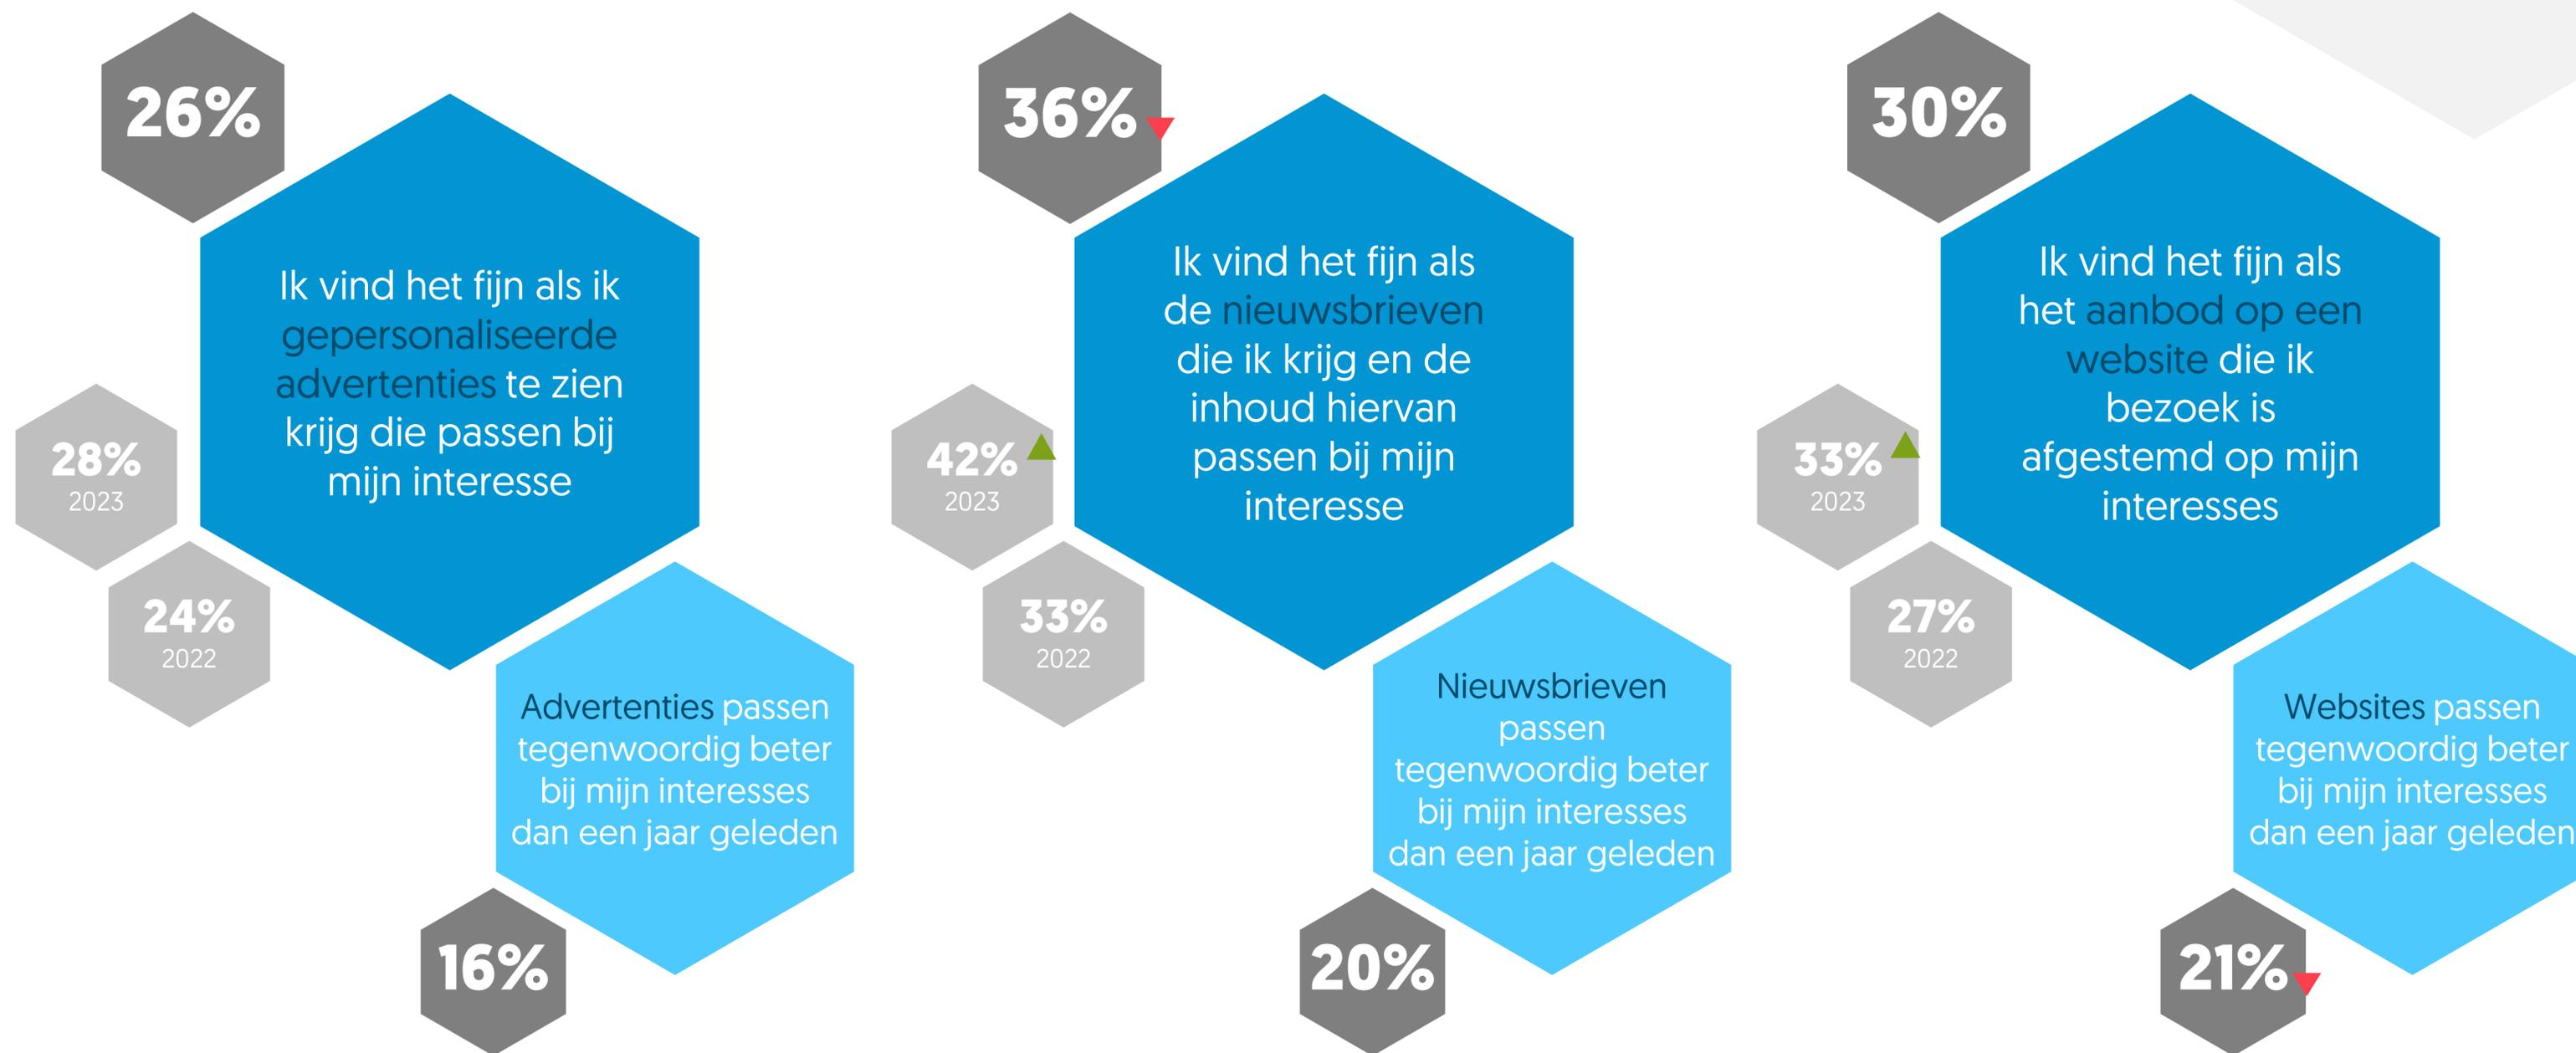 26%
Ik vind het fijn als ik
gepersonaliseerde
advertenties te zien
krijg die passen bij
mijn interesse
28%
2023
24%
2022
Advertenties passen
tegenwoordig beter
bij mijn interesses
dan een jaar geleden
16%
36%
Ik vind het fijn als
de nieuwsbrieven
die ik krijg en de
inhoud hiervan
passen bij mijn
interesse
42%
2023
33%
2022
Nieuwsbrieven
passen
tegenwoordig beter
bij mijn interesses
dan een jaar geleden
20%
30%
Ik vind het fijn als
het aanbod op een
website die ik
bezoek is
afgestemd op mijn
interesses
33%
2023
27%
2022
Websites passen
tegenwoordig beter
bij mijn interesses
dan een jaar geleden
21%